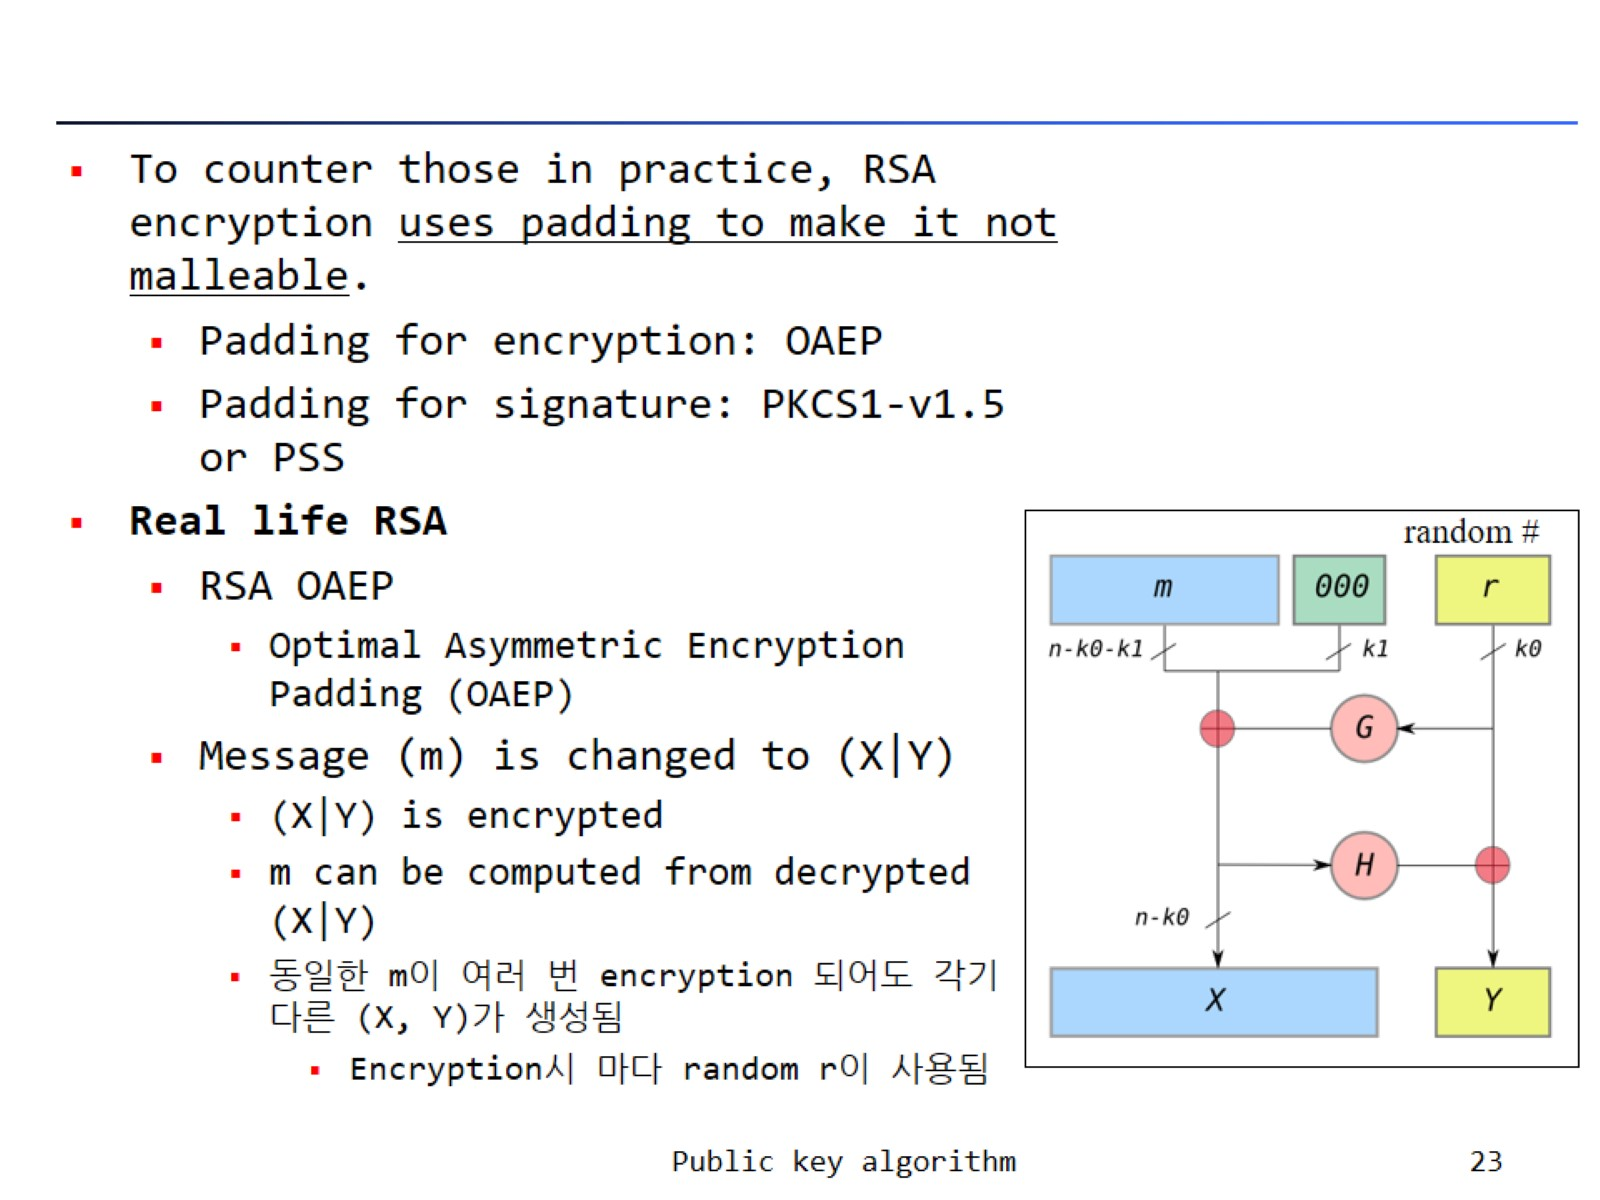 ▪ To counter those in practice, RSA
encryption uses padding to make it not
malleable.
▪ Padding for encryption: OAEP
▪ Padding for signature: PKCS1-v1.5
or PSS
▪ Real life RSA
▪ RSA OAEP
▪ Optimal Asymmetric Encryption
Padding (OAEP)
▪ Message (m) is changed to (X|Y)
▪ (X|Y) is encrypted
▪ m can be computed from decrypted
(X|Y)
▪ 동일한 m이 여러 번 encryption 되어도 각기
다른 (X, Y)가 생성됨
▪ Encryption시 마다 random r이 사용됨
random #
m 000 r
n-k0-k1 k1 k0
G
H
n-k0
X Y
Public key algorithm 23